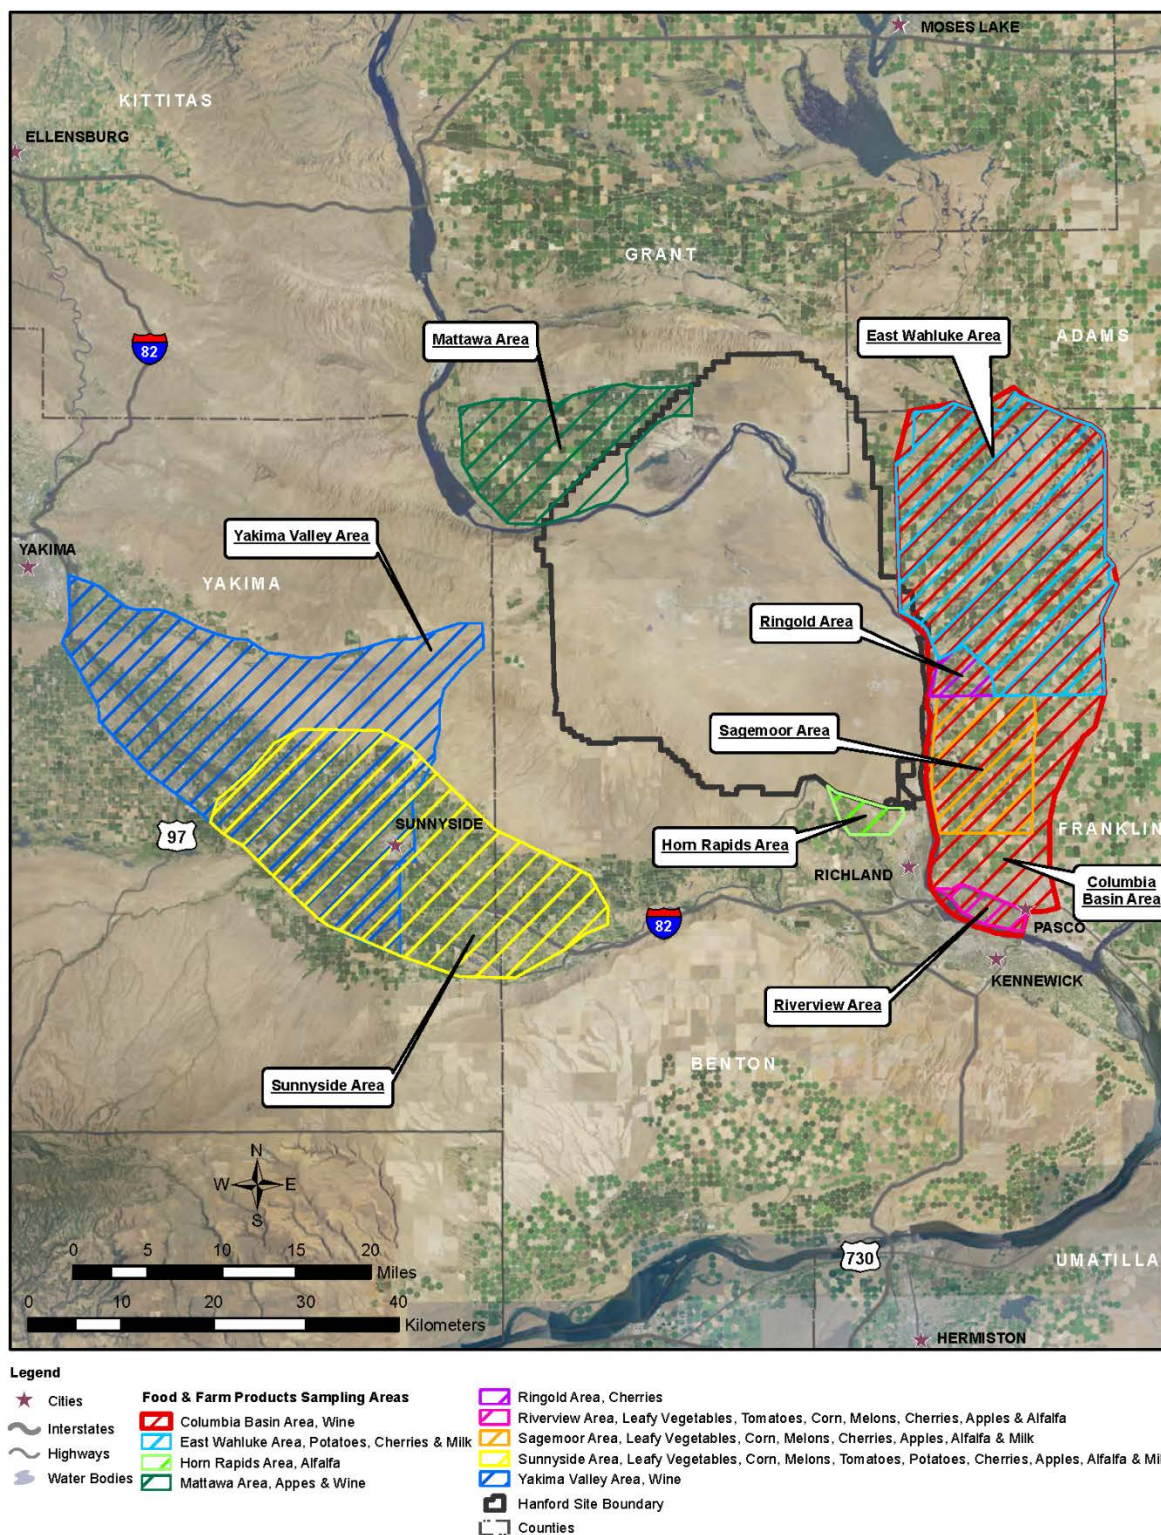 MOSES LAKE
KITTITAS
ELLENSBURG
GRANT
82
Mattawa Area
East Wahluke Area
ADAMS
Yakima Valley Area
YAKIMA
YAKIMA
Ringold Area
Sagemoor Area
97
SUNNYSIDE
Horn Rapids Area
FRANKLIN
RICHLAND
Columbia
Basin Area
82
PASCO
KENNEWICK
Riverview Area
BENTON
Sunnyside Area
N
W E
S
0 5 10 15 20
Miles
0 10 20 30 40
Kilometers
730
UMATILLA
HERMISTON
Legend
Cities
Interstates
Highways
Water Bodies
Food & Farm Products Sampling Areas
Columbia Basin Area, Wine
East Wahluke Area, Potatoes, Cherries & Milk
Horn Rapids Area, Alfalfa
Mattawa Area, Appes & Wine
Ringold Area, Cherries
Riverview Area, Leafy Vegetables, Tomatoes, Corn, Melons, Cherries, Apples & Alfalfa
Sagemoor Area, Leafy Vegetables, Corn, Melons, Cherries, Apples, Alfalfa & Milk
Sunnyside Area, Leafy Vegetables, Corn, Melons, Tomatoes, Potatoes, Cherries, Apples, Alfalfa & Mil
Yakima Valley Area, Wine
Hanford Site Boundary
Counties